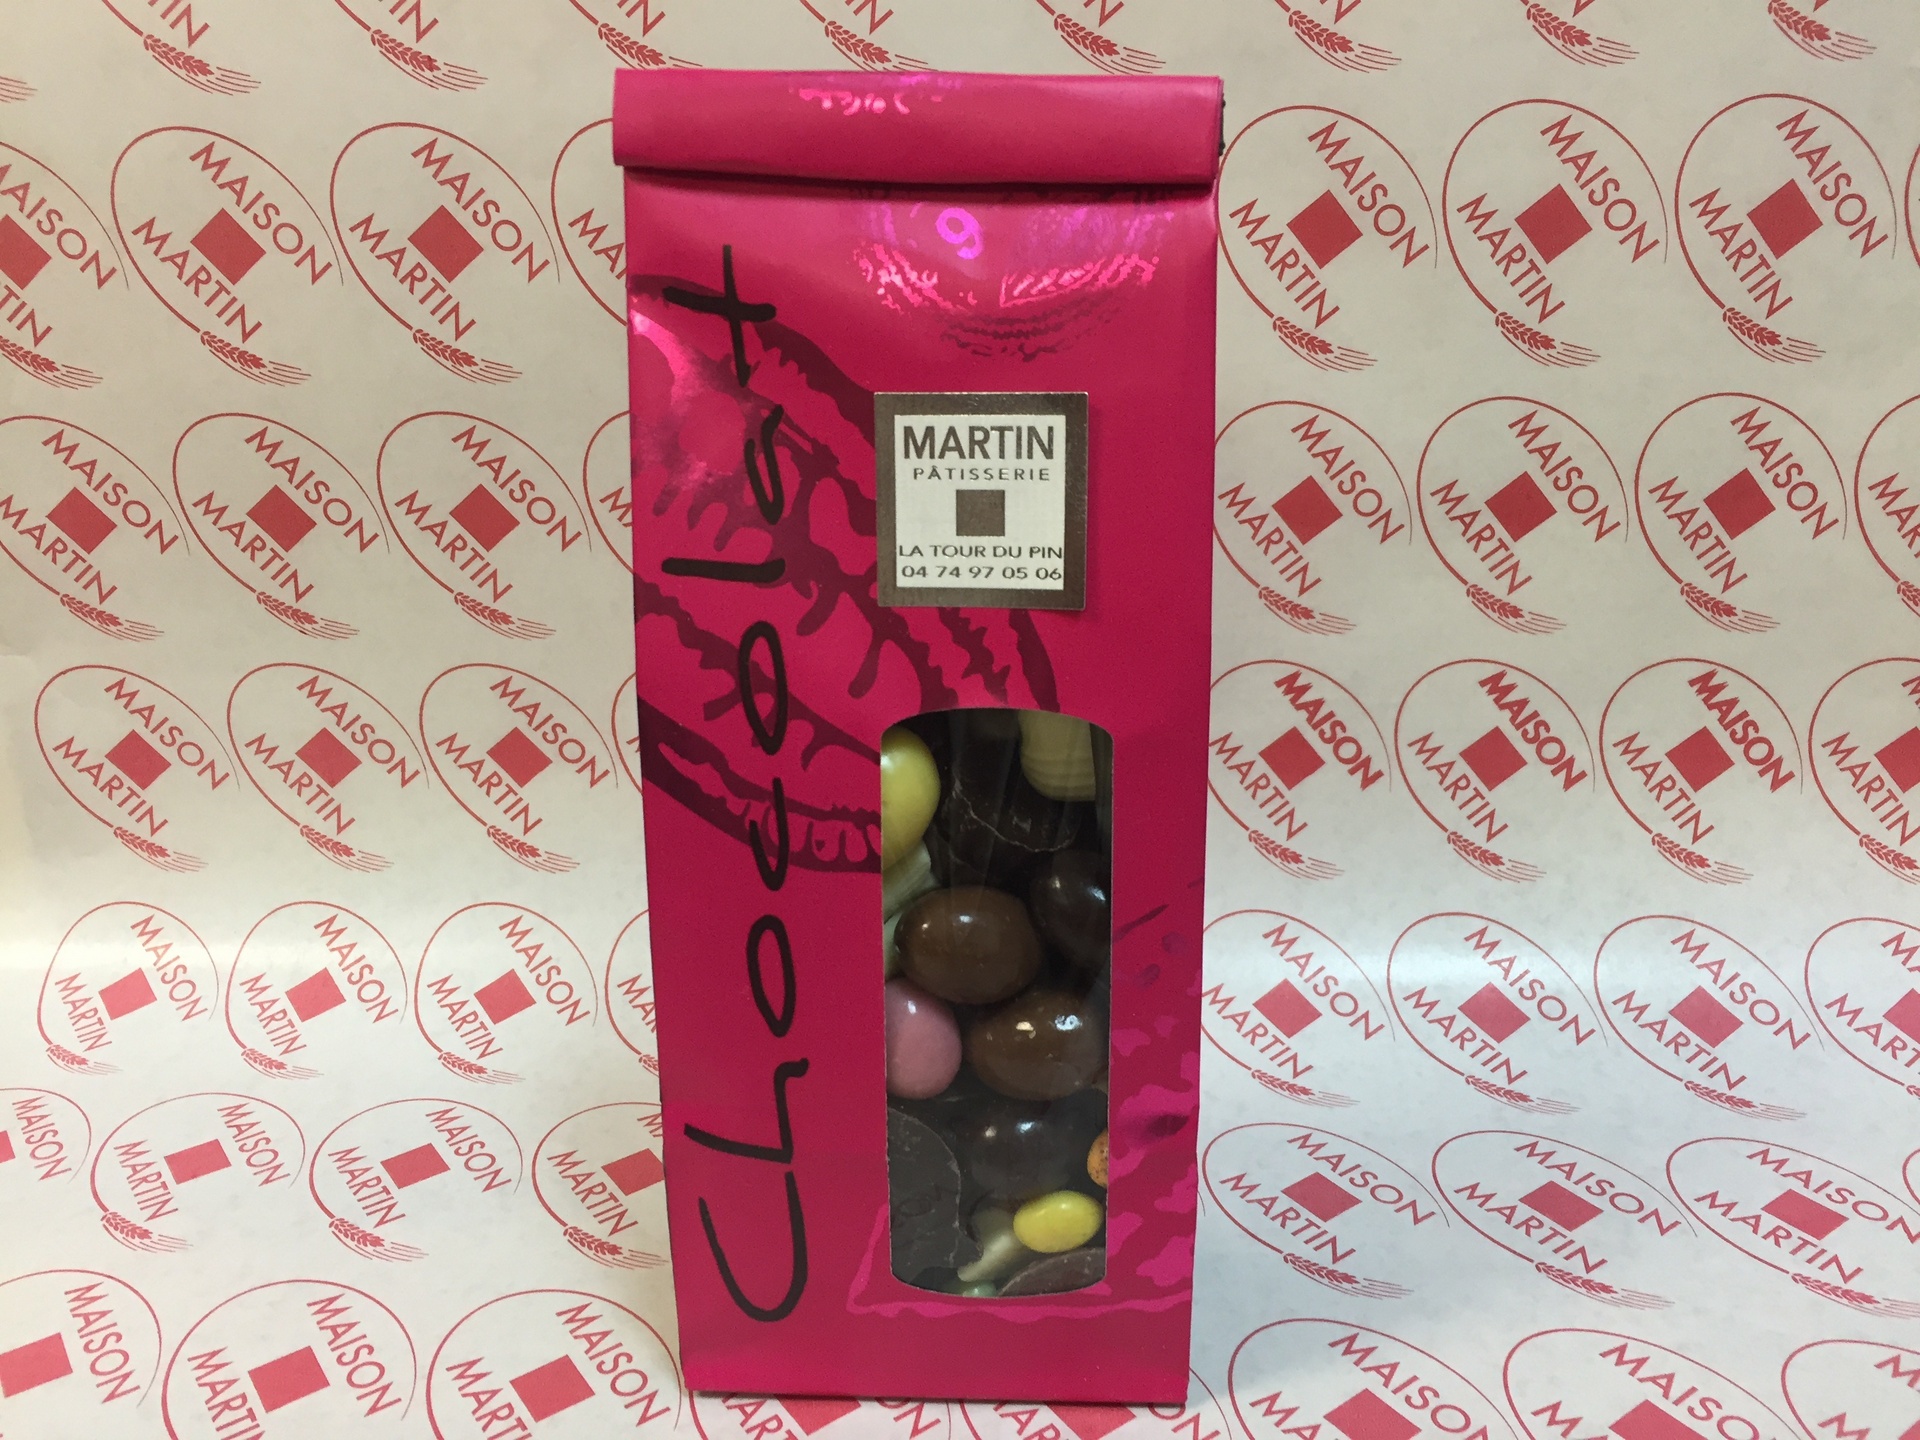 Chocolat
MARTIN
PÂTISSERIE
LA TOUR DU PIN
04 74 97 05 06
MAISON
MARTIN